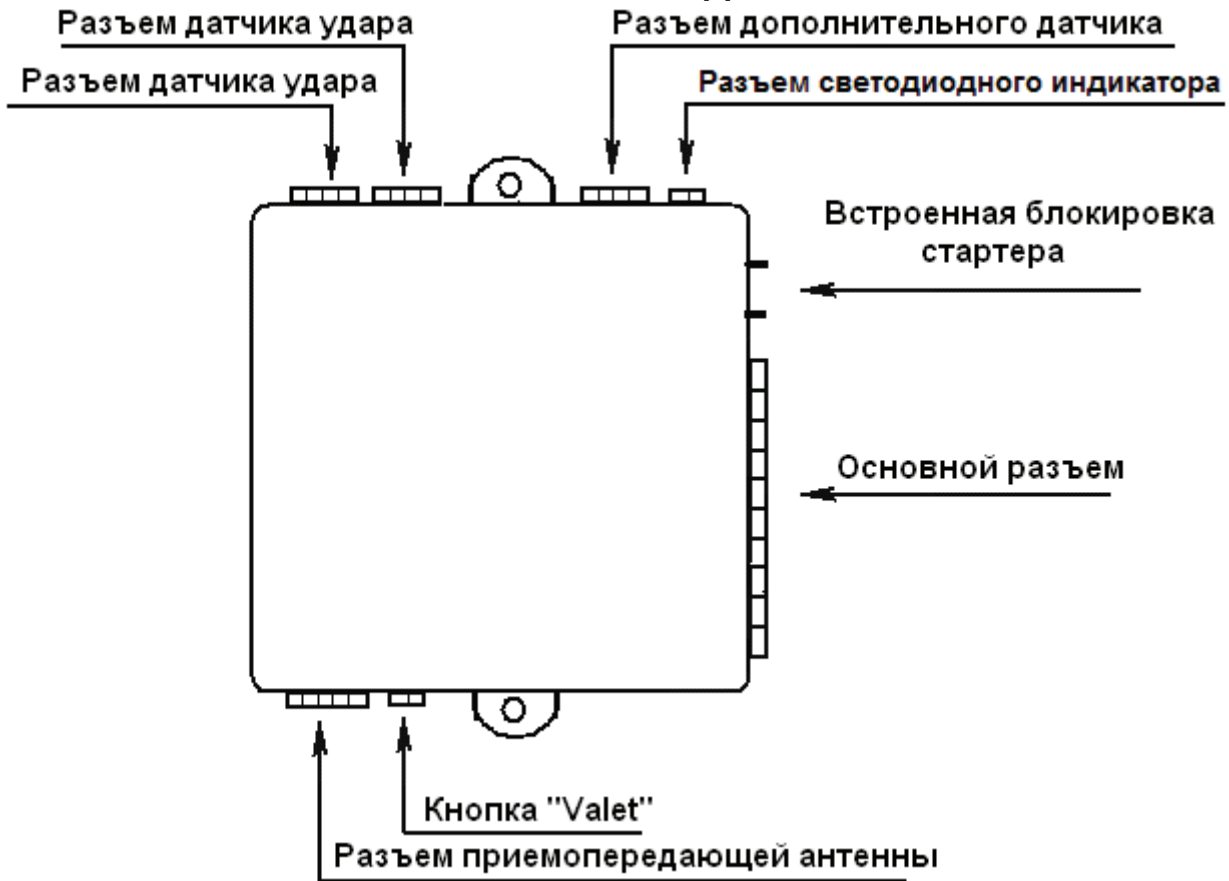 Разъем датчика удара
Разъем дополнительного датчика
Разъем датчика удара
Разъем светодиодного индикатора
Встроенная блокировка
стартера
Основной разъем
Кнопка "Valet"
Разъем приемопередающей антенны